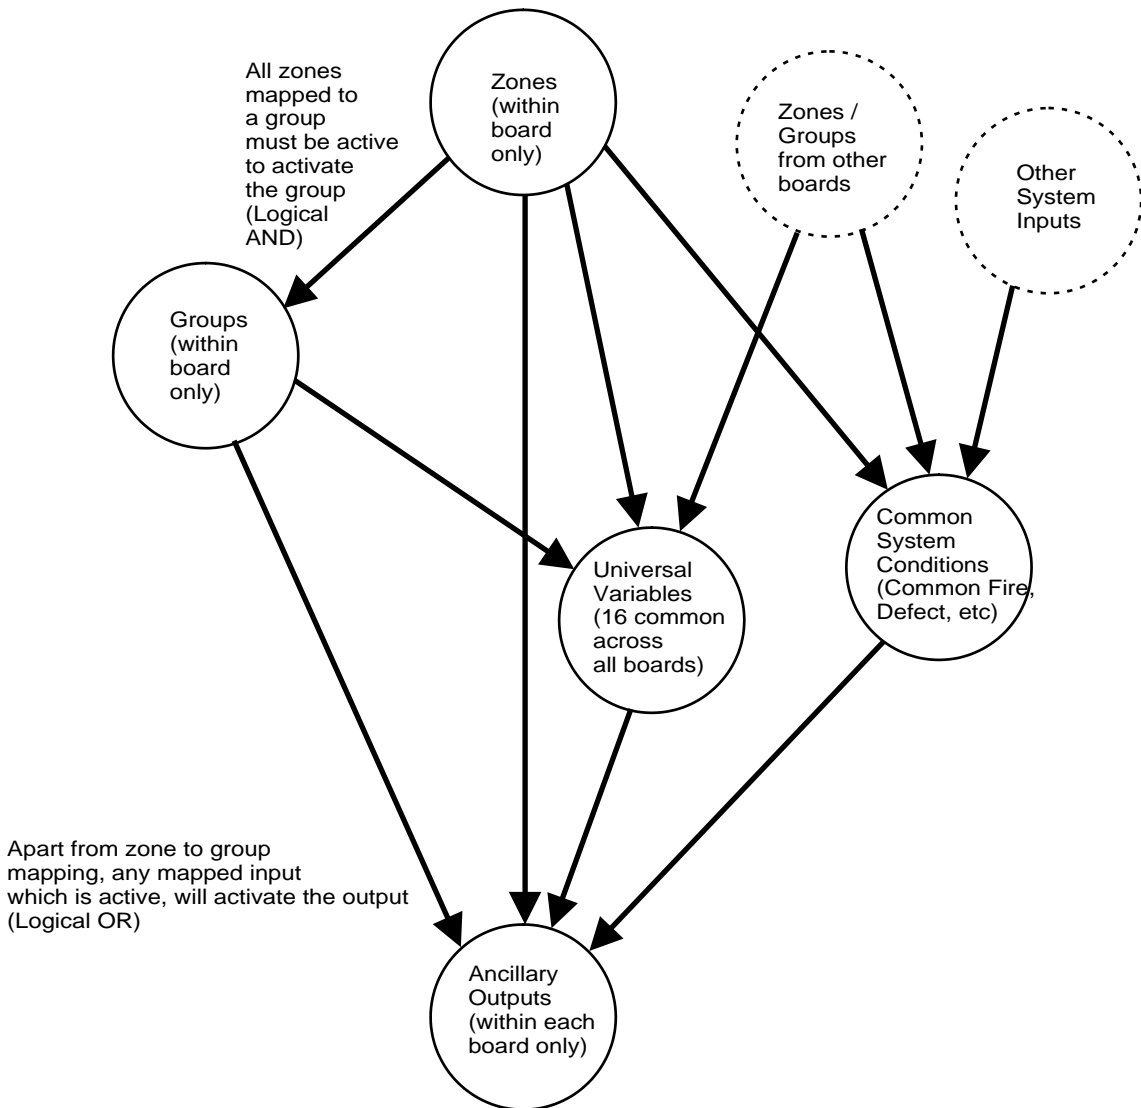 All zones
mapped to
a group
must be active
to activate
the group
(Logical
AND)
Zones
(within
board
only)
Zones /
Groups
from other
boards
Other
System
Inputs
Groups
(within
board
only)
Universal
Variables
(16 common
across
all boards)
Common
System
Conditions
(Common Fire,
Defect, etc)
Apart from zone to group
mapping, any mapped input
which is active, will activate the output
(Logical OR)
Ancillary
Outputs
(within each
board only)